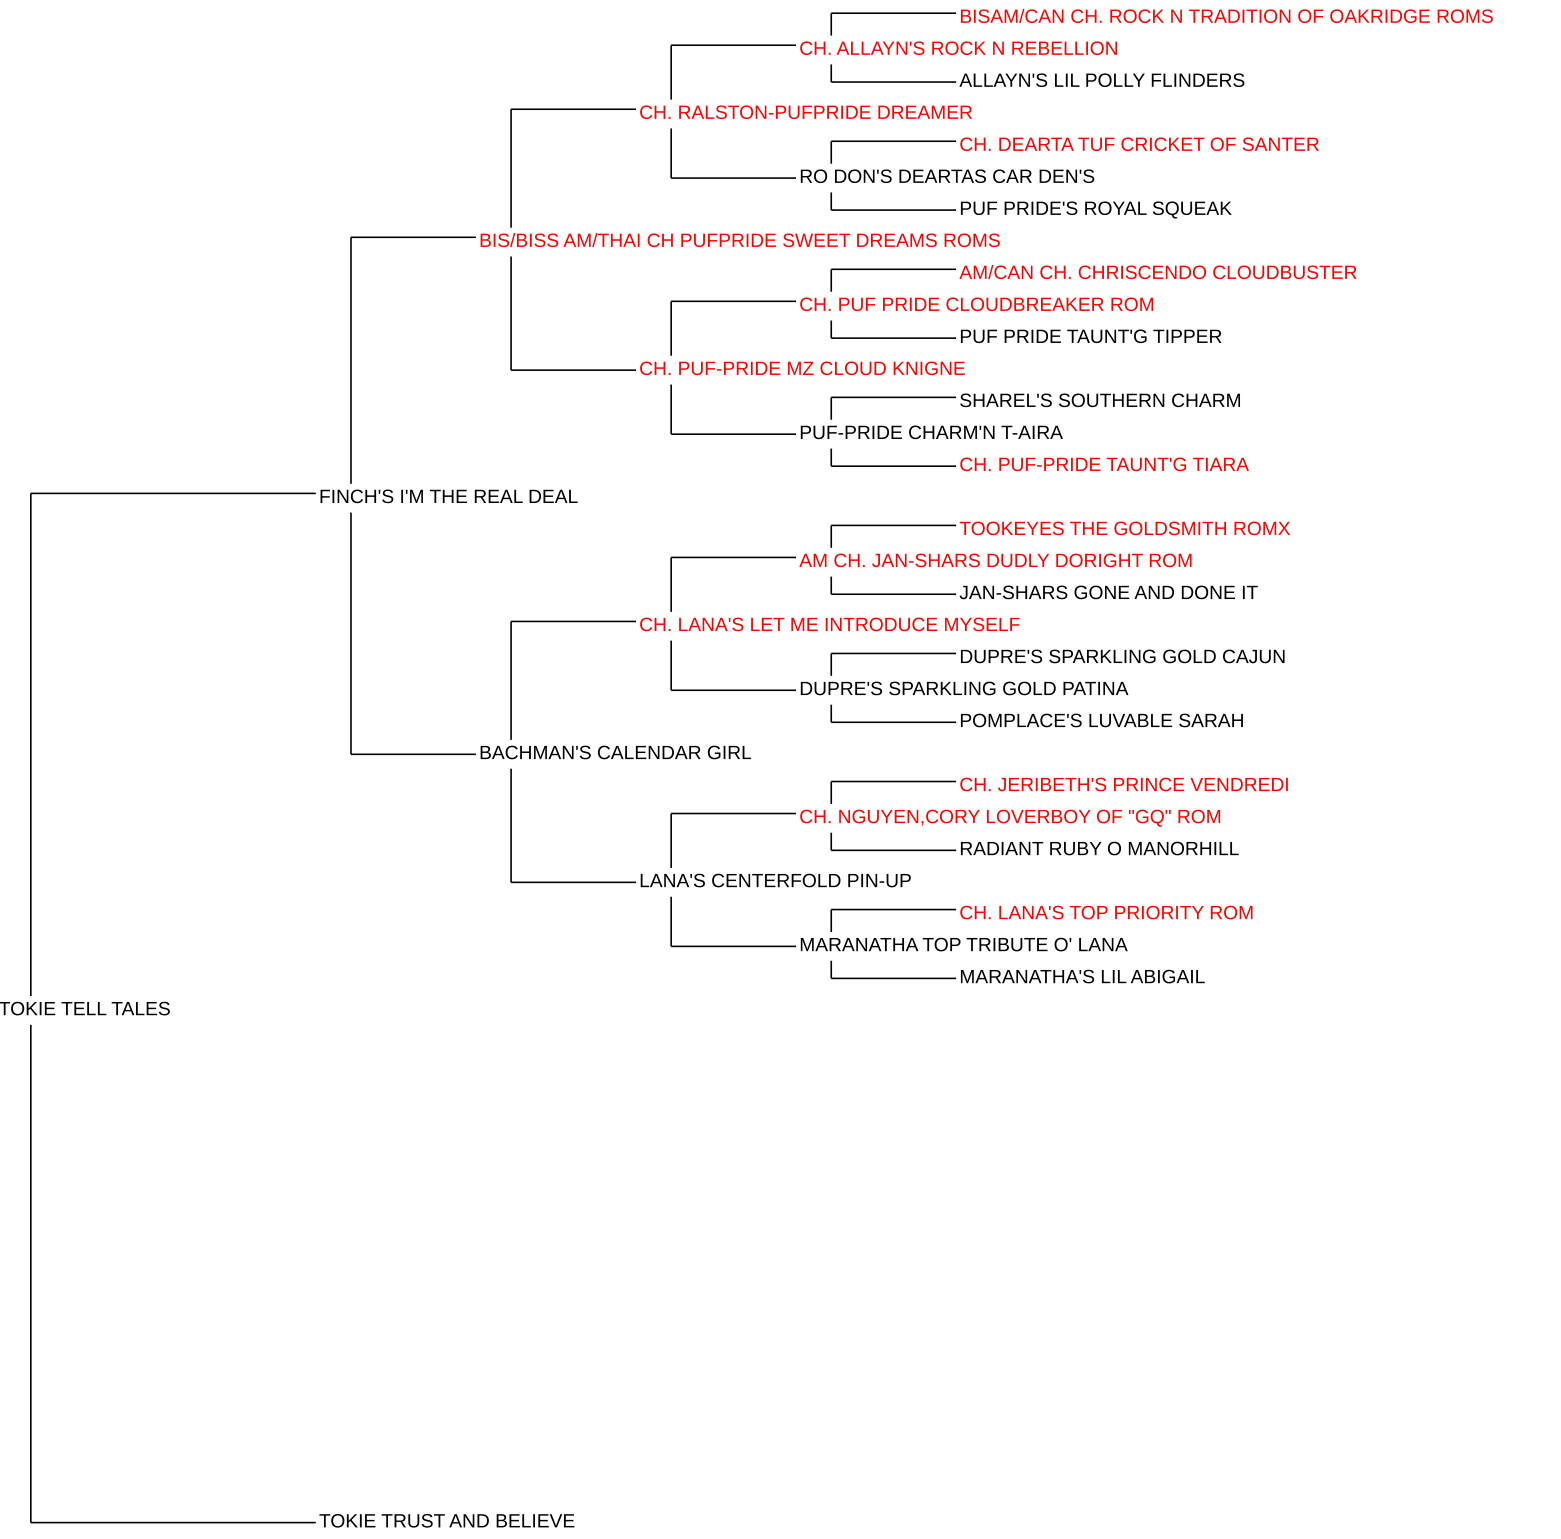 BISAM/CAN CH. ROCK N TRADITION OF OAKRIDGE ROMS
CH. ALLAYN'S ROCK N REBELLION
ALLAYN'S LIL POLLY FLINDERS
CH. RALSTON-PUFPRIDE DREAMER
CH. DEARTA TUF CRICKET OF SANTER
RO DON'S DEARTAS CAR DEN'S
PUF PRIDE'S ROYAL SQUEAK
BIS/BISS AM/THAI CH PUFPRIDE SWEET DREAMS ROMS
AM/CAN CH. CHRISCENDO CLOUDBUSTER
CH. PUF PRIDE CLOUDBREAKER ROM
PUF PRIDE TAUNT'G TIPPER
CH. PUF-PRIDE MZ CLOUD KNIGNE
SHAREL'S SOUTHERN CHARM
PUF-PRIDE CHARM'N T-AIRA
CH. PUF-PRIDE TAUNT'G TIARA
FINCH'S I'M THE REAL DEAL
TOOKEYES THE GOLDSMITH ROMX
AM CH. JAN-SHARS DUDLY DORIGHT ROM
JAN-SHARS GONE AND DONE IT
CH. LANA'S LET ME INTRODUCE MYSELF
DUPRE'S SPARKLING GOLD CAJUN
DUPRE'S SPARKLING GOLD PATINA
POMPLACE'S LUVABLE SARAH
BACHMAN'S CALENDAR GIRL
CH. JERIBETH'S PRINCE VENDREDI
CH. NGUYEN,CORY LOVERBOY OF "GQ" ROM
RADIANT RUBY O MANORHILL
LANA'S CENTERFOLD PIN-UP
CH. LANA'S TOP PRIORITY ROM
MARANATHA TOP TRIBUTE O' LANA
MARANATHA'S LIL ABIGAIL
TOKIE TELL TALES
TOKIE TRUST AND BELIEVE